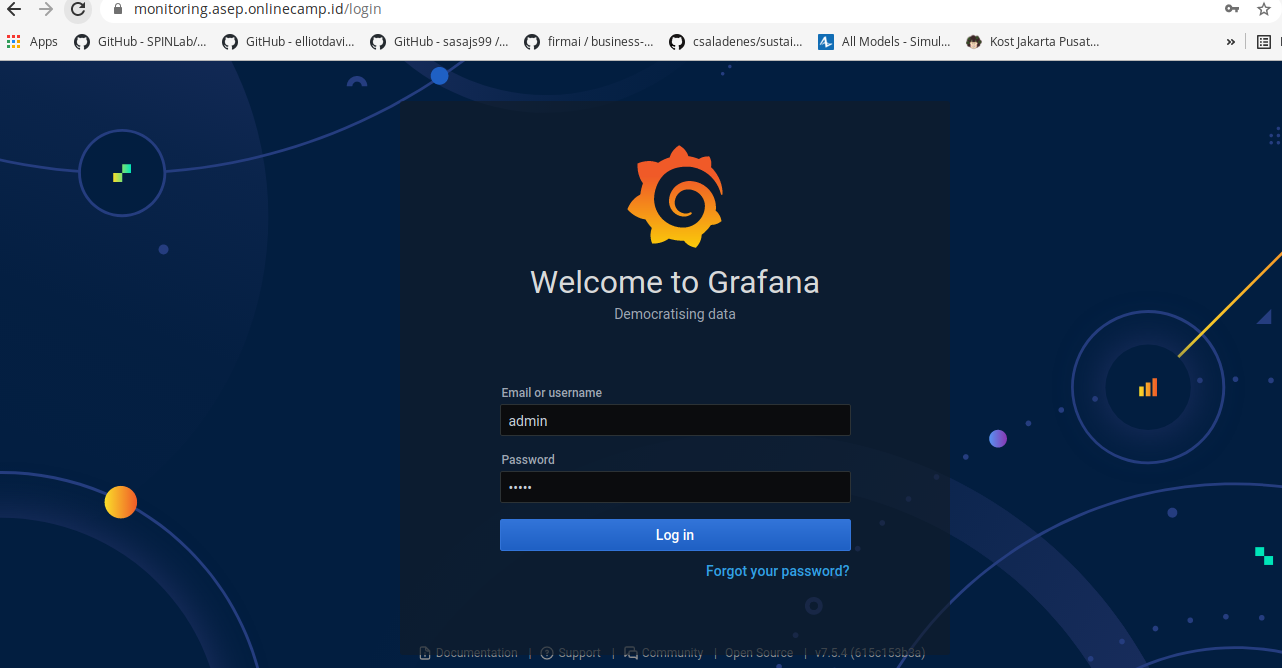 monitoring.asep.onlinecamp.id/login
Apps GitHub - SPINLab/... GitHub - elliotdavi... GitHub - sasajs99 /... firmai / business-... csaladenes/sustai... All Models - Simul... Kost Jakarta Pusat... »
Welcome to Grafana
Democratising data
Email or username
admin
Password
•••••
Log in
Forgot your password?
Documentation | Support | Community | Open Source | v7.5.4 (615c153b3a)